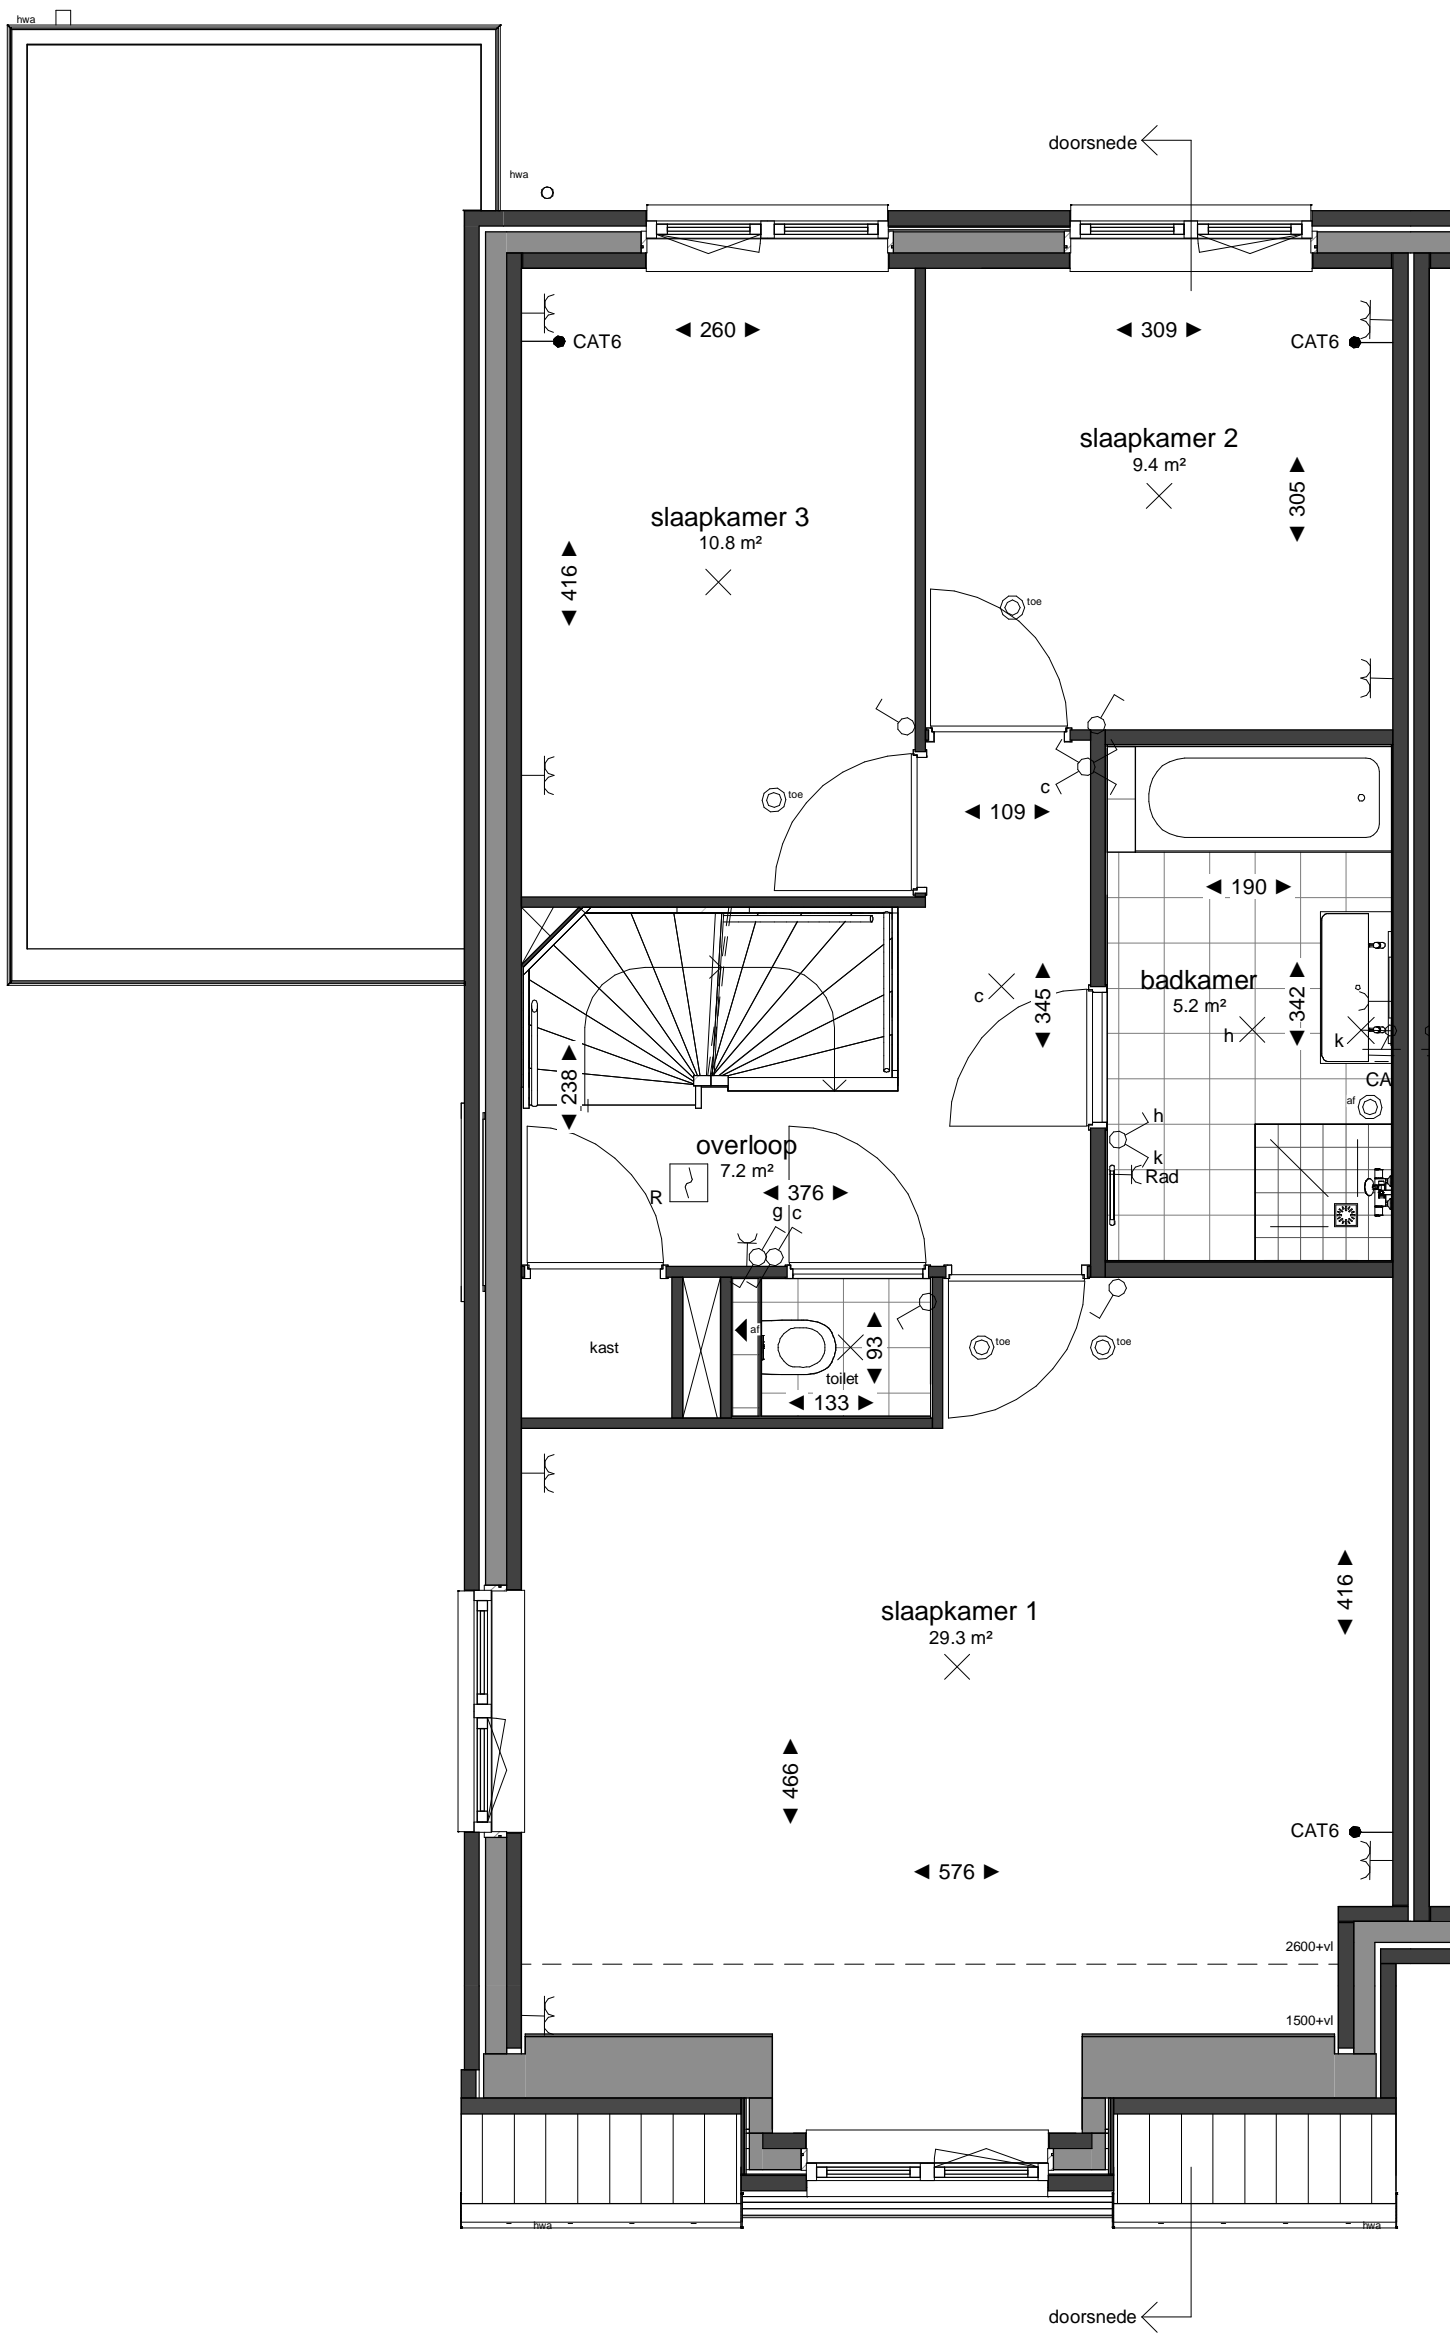 hwa
doorsnede
hwa
◄ 260 ►
◄ 309 ►
CAT6
CAT6
slaapkamer 2
9.4 m²
◄ 305 ►
slaapkamer 3
10.8 m²
◄ 416 ►
toe
toe
c
◄ 109 ►
◄ 190 ►
badkamer
5.2 m²
c
◄ 345 ►
◄ 342 ►
h
k
CA
af
◄ 238 ►
h
k
Rad
overloop
7.2 m²
R
◄ 376 ►
g c
kast
af
◄ 93 ►
toilet
◄ 133 ►
toe
toe
◄ 416 ►
slaapkamer 1
29.3 m²
◄ 466 ►
CAT6
◄ 576 ►
2600+vl
1500+vl
hwa
hwa
doorsnede